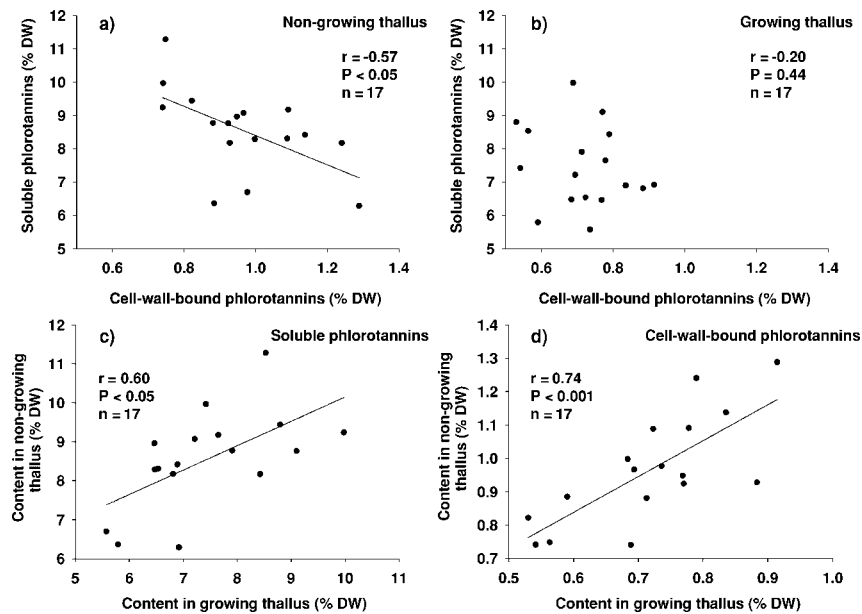 a)
Non-growing thallus
r = -0.57
P < 0.05
n = 17
Soluble phlorotannins (% DW)
12
11
10
9
8
7
6
5
0.6 0.8 1.0 1.2 1.4
Cell-wall-bound phlorotannins (% DW)
b)
Growing thallus
r = -0.20
P = 0.44
n = 17
Soluble phlorotannins (% DW)
12
11
10
9
8
7
6
5
0.6 0.8 1.0 1.2 1.4
Cell-wall-bound phlorotannins (% DW)
c)
Soluble phlorotannins
r = 0.60
P < 0.05
n = 17
Content in non-growing
thallus (% DW)
12
11
10
9
8
7
6
5 6 7 8 9 10 11
Content in growing thallus (% DW)
d)
Cell-wall-bound phlorotannins
r = 0.74
P < 0.001
n = 17
Content in non-growing
thallus (% DW)
1.4
1.3
1.2
1.1
1.0
0.9
0.8
0.7
0.5 0.6 0.7 0.8 0.9 1.0
Content in growing thallus (% DW)